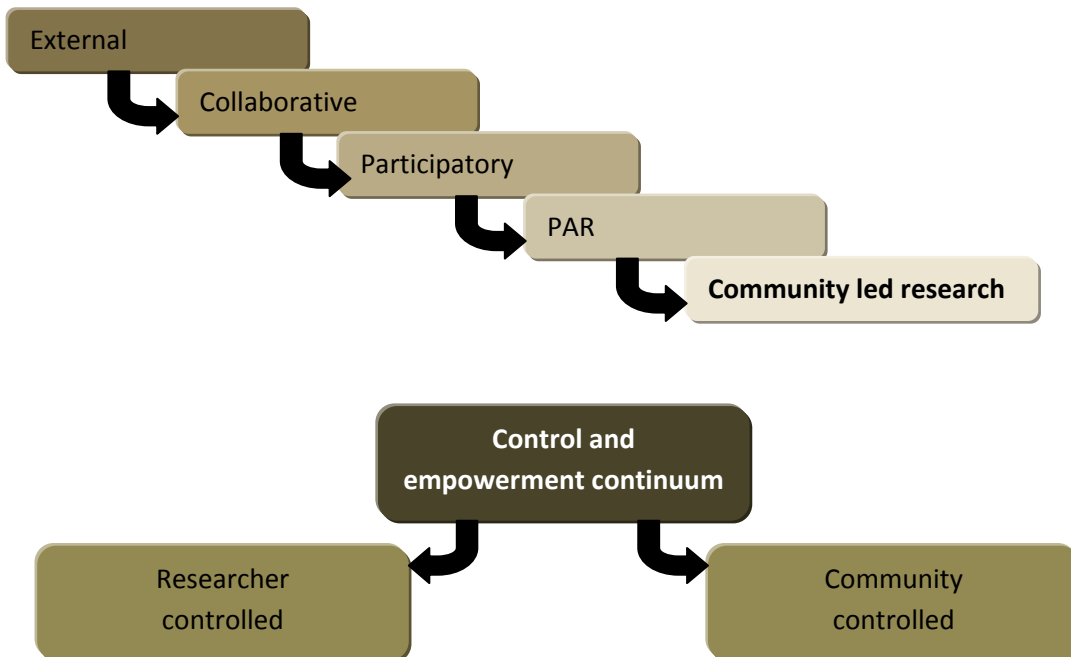 External
Collaborative
Participatory
PAR
Community led research
Control and
empowerment continuum
Researcher
controlled
Community
controlled